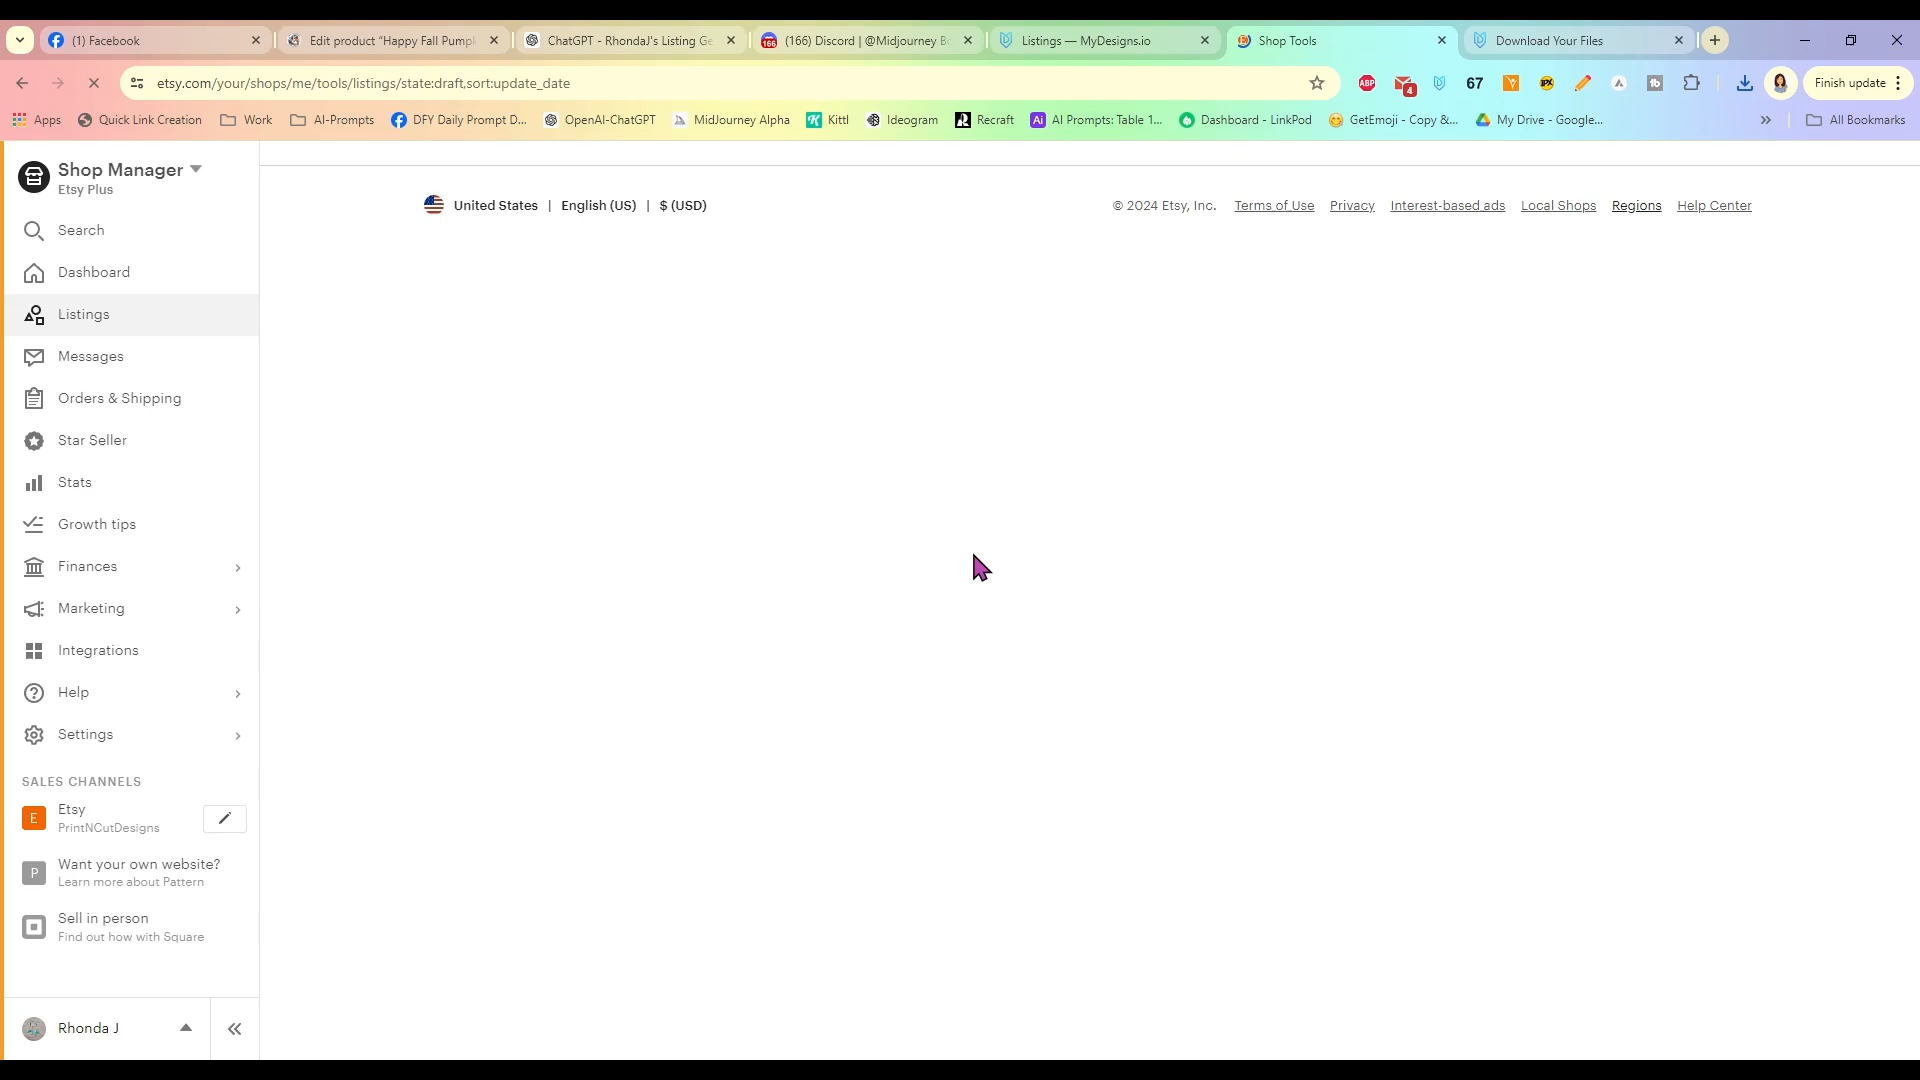 (1) Facebook
Edit product "Happy Fall Pumpk
ChatGPT - RhondaJ's Listing Ge
166
(166) Discord | @Midjourney Bo
Listings — MyDesigns.io
Shop Tools
Download Your Files
etsy.com/your/shops/me/tools/listings/state:draft,sort:update_date
ABP
4
67
Finish update
Apps
Quick Link Creation
Work
AI-Prompts
DFY Daily Prompt D...
OpenAI-ChatGPT
MidJourney Alpha
Kittl
Ideogram
Recraft
Ai
AI Prompts: Table 1...
Dashboard - LinkPod
GetEmoji - Copy &...
My Drive - Google...
All Bookmarks
Shop Manager
Etsy Plus
Search
Dashboard
Listings
Messages
Orders & Shipping
Star Seller
Stats
Growth tips
Finances
Marketing
Integrations
Help
Settings
SALES CHANNELS
E
Etsy
PrintNCutDesigns
P
Want your own website?
Learn more about Pattern
Sell in person
Find out how with Square
Rhonda J
United States | English (US) | $ (USD)
© 2024 Etsy, Inc. Terms of Use Privacy Interest-based ads Local Shops Regions Help Center